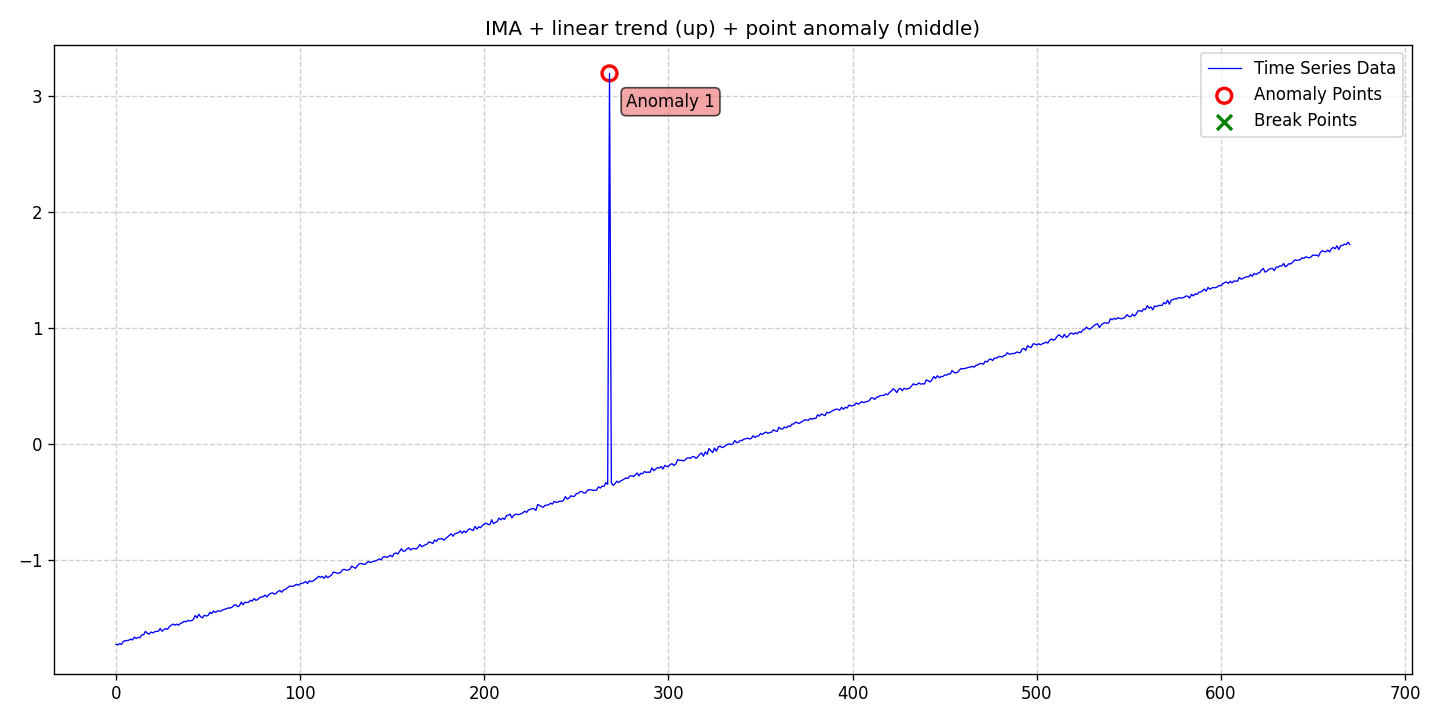 IMA + linear trend (up) + point anomaly (middle)
Time Series Data
Anomaly Points
Break Points
Anomaly 1
3
2
1
0
−1
0
100
200
300
400
500
600
700